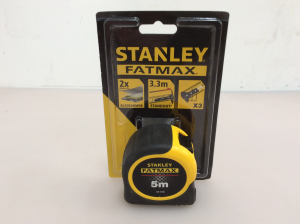 STANLEY
FATMAX
2x
3.3m
X3
STANLEY
FATMAX
5m